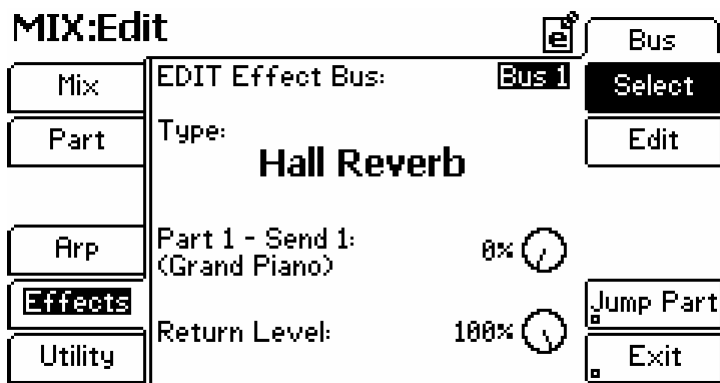 MIX:Edit
e
Bus
Mix
EDIT Effect Bus: Bus 1
Select
Part
Type:
Hall Reverb
Edit
Arp
Part 1 - Send 1: 0%
(Grand Piano)
Effects
Jump Part
Return Level: 100%
Utility
Exit